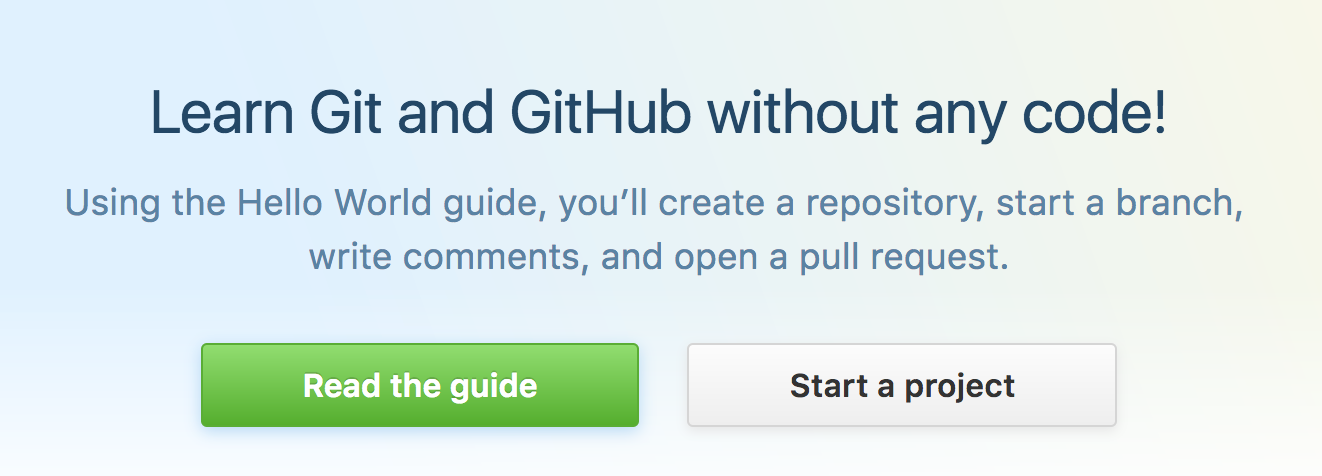 Learn Git and GitHub without any code!
Using the Hello World guide, you’ll create a repository, start a branch,
write comments, and open a pull request.
Read the guide
Start a project